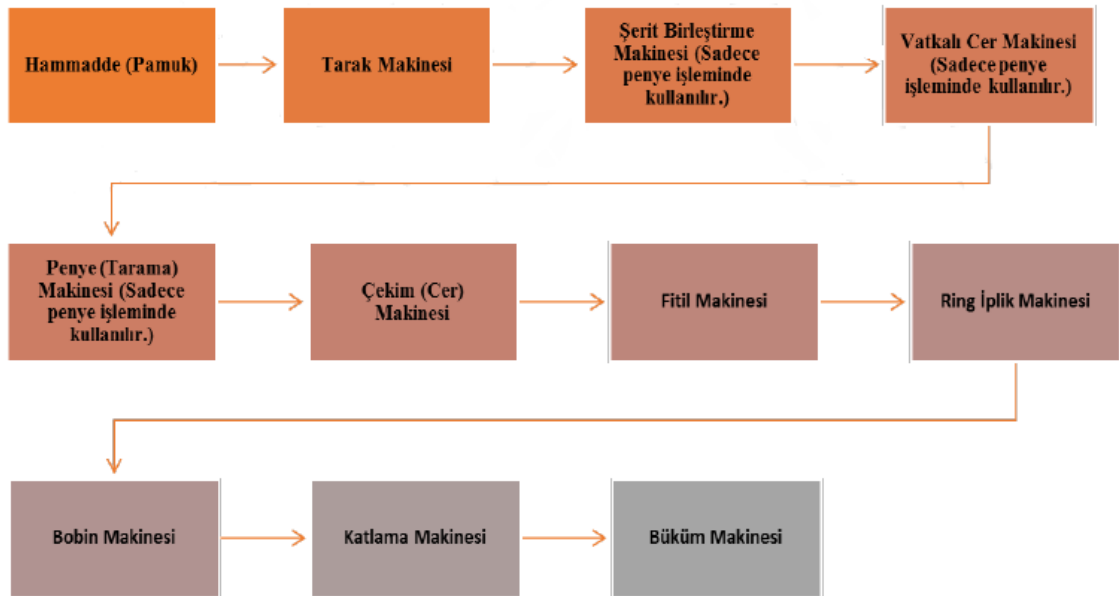 Hammadde (Pamuk)
Tarak Makinesi
Şerit Birleştirme
Makinesi (Sadece
penye işleminde
kullanılır.)
Vatkalı Cer Makinesi
(Sadece penye
işleminde kullanılır.)
Penye (Tarama)
Makinesi (Sadece
penye işleminde
kullanılır.)
Çekim (Cer)
Makinesi
Fitil Makinesi
Ring İplik Makinesi
Bobin Makinesi
Katlama Makinesi
Büküm Makinesi